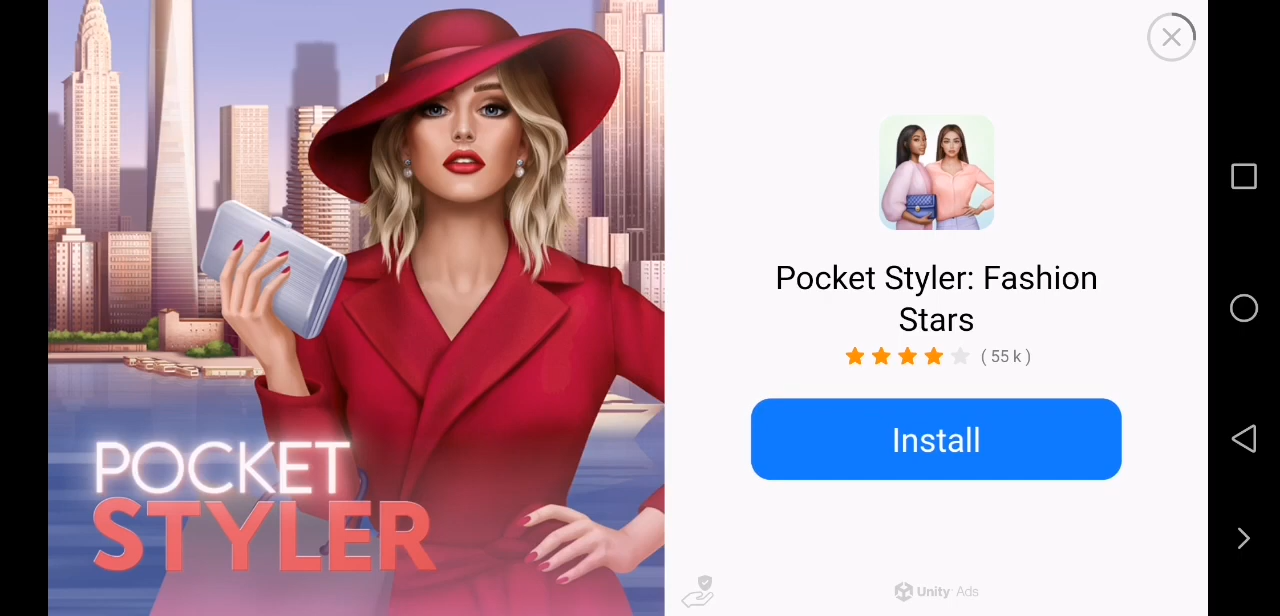 POCKET
STYLER
Pocket Styler: Fashion
Stars
( 55 k )
Install
Unity Ads